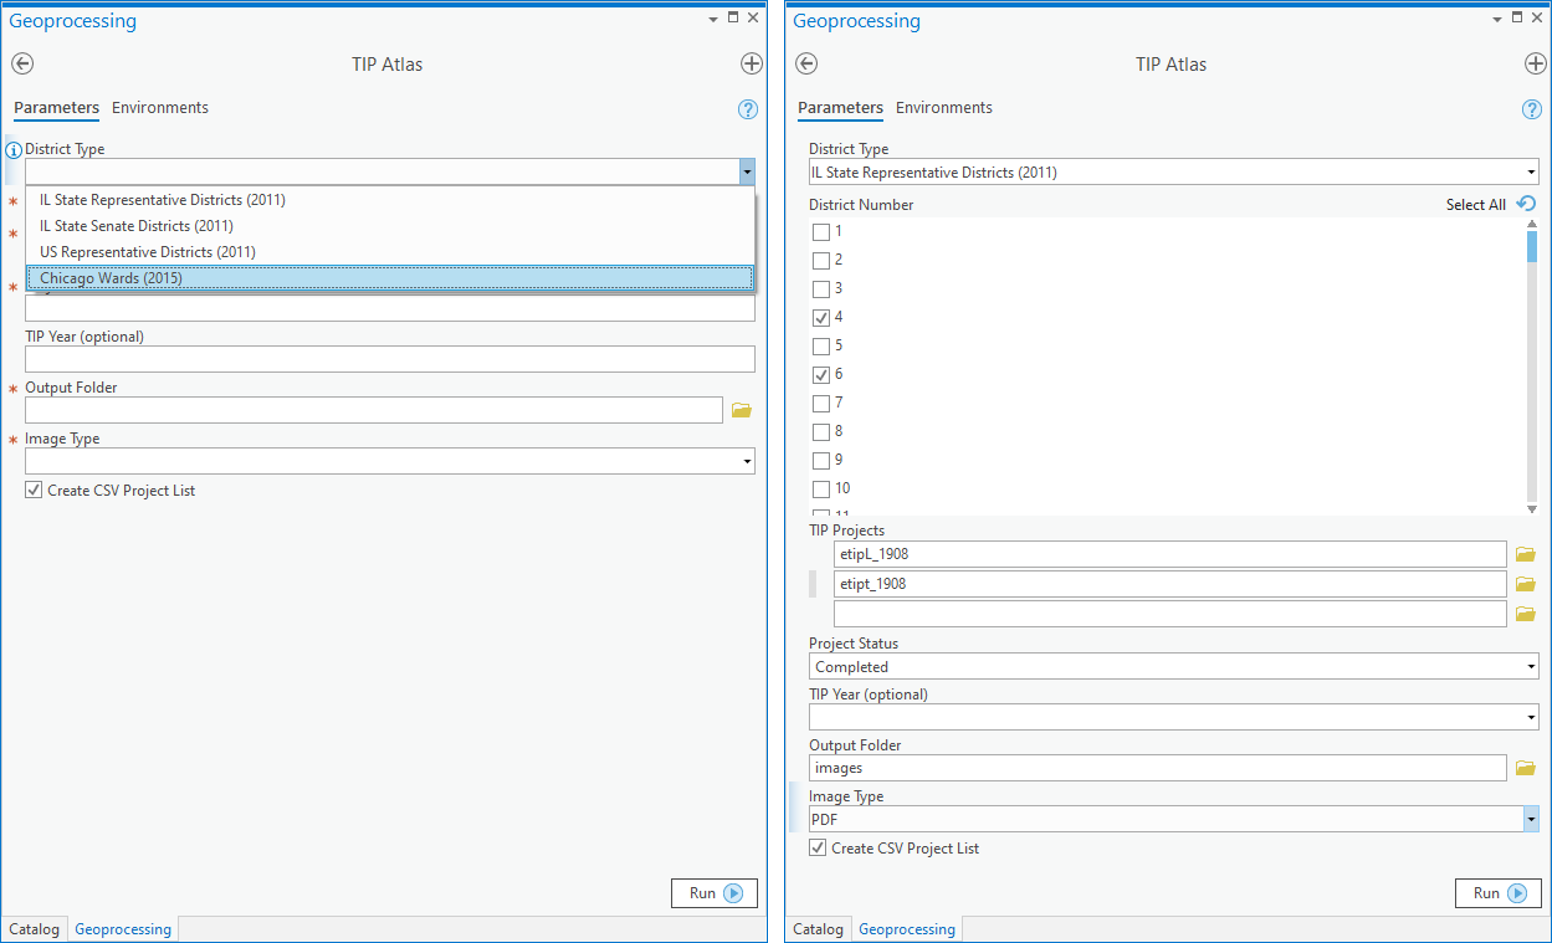 Geoprocessing
TIP Atlas
Parameters Environments
District Type
IL State Representative Districts (2011)
IL State Senate Districts (2011)
US Representative Districts (2011)
Chicago Wards (2015)
TIP Year (optional)
Output Folder
Image Type
Create CSV Project List
Run
Catalog Geoprocessing
Geoprocessing
TIP Atlas
Parameters Environments
District Type
IL State Representative Districts (2011)
District Number Select All
1
2
3
4
5
6
7
8
9
10
11
TIP Projects
etipL_1908
etipt_1908
Project Status
Completed
TIP Year (optional)
Output Folder
images
Image Type
PDF
Create CSV Project List
Run
Catalog Geoprocessing